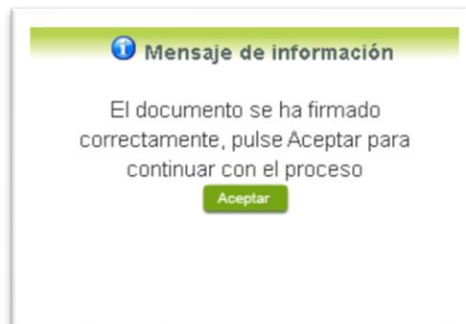 Mensaje de información
El documento se ha firmado
correctamente, pulse Aceptar para
continuar con el proceso
Aceptar